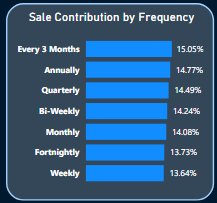 Sale Contribution by Frequency
Every 3 Months 15.05%
Annually 14.77%
Quarterly 14.49%
Bi-Weekly 14.24%
Monthly 14.08%
Fortnightly 13.73%
Weekly 13.64%